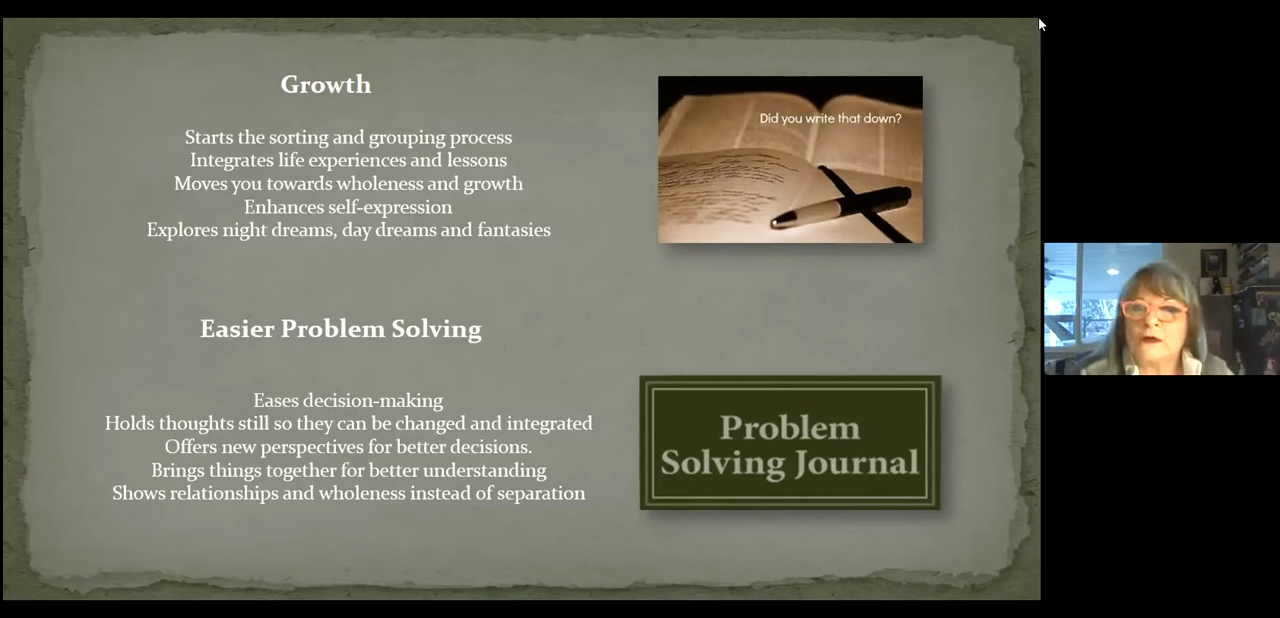 Growth
Starts the sorting and grouping process
Integrates life experiences and lessons
Moves you towards wholeness and growth
Enhances self-expression
Explores night dreams, day dreams and fantasies
Did you write that down?
Easier Problem Solving
Eases decision-making
Holds thoughts still so they can be changed and integrated
Offers new perspectives for better decisions.
Brings things together for better understanding
Shows relationships and wholeness instead of separation
Problem
Solving Journal